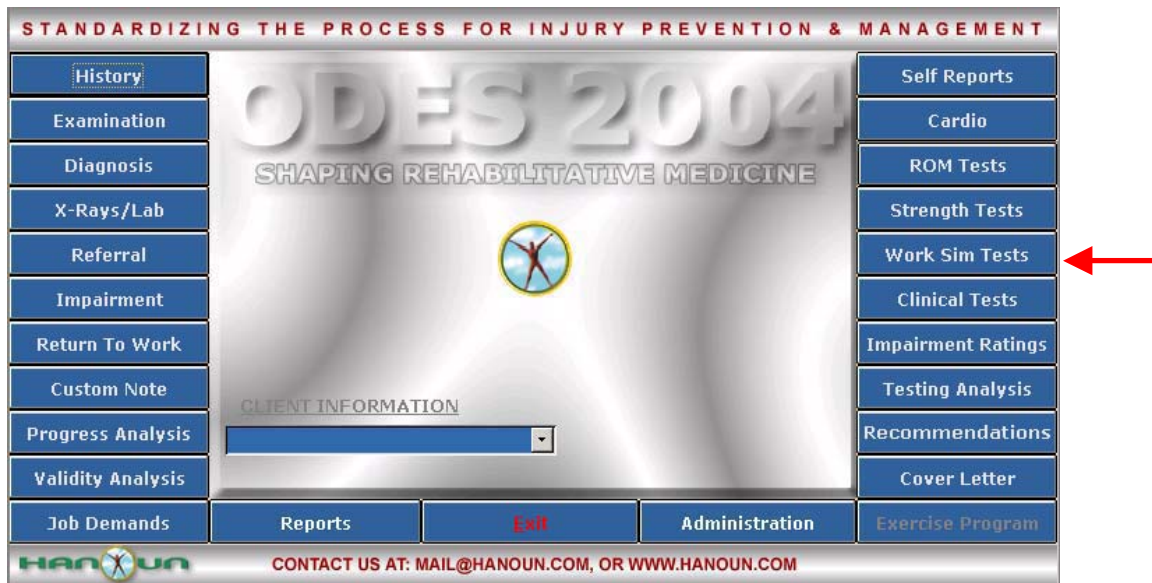 STANDARDIZING THE PROCESS FOR INJURY PREVENTION & MANAGEMENT
History
Examination
Diagnosis
X-Rays/Lab
Referral
Impairment
Return To Work
Custom Note
Progress Analysis
Validity Analysis
Job Demands
ODES 2004
SHAPING REHABILITATIVE MEDICINE
CLIENT INFORMATION
Reports
Exit
Administration
Self Reports
Cardio
ROM Tests
Strength Tests
Work Sim Tests
Clinical Tests
Impairment Ratings
Testing Analysis
Recommendations
Cover Letter
Exercise Program
HANOUN
CONTACT US AT: MAIL@HANOUN.COM, OR WWW.HANOUN.COM